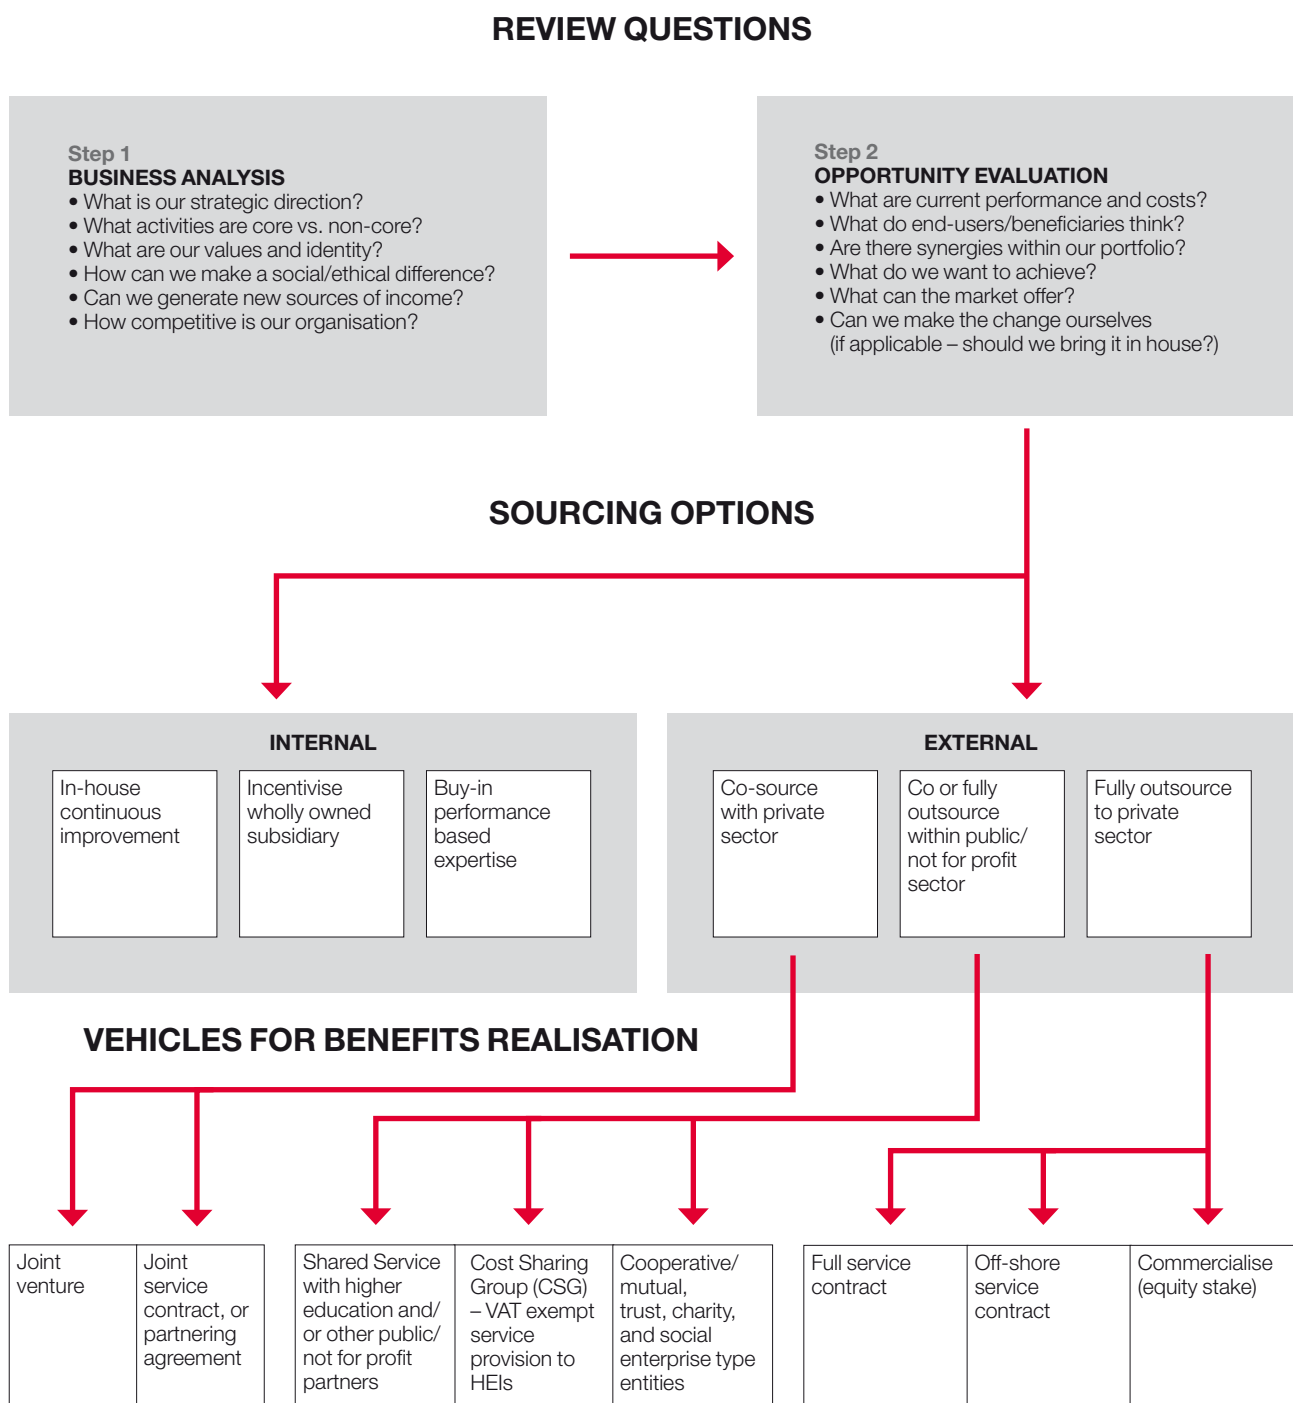 REVIEW QUESTIONS
Step 1
BUSINESS ANALYSIS
• What is our strategic direction?
• What activities are core vs. non-core?
• What are our values and identity?
• How can we make a social/ethical difference?
• Can we generate new sources of income?
• How competitive is our organisation?
Step 2
OPPORTUNITY EVALUATION
• What are current performance and costs?
• What do end-users/beneficiaries think?
• Are there synergies within our portfolio?
• What do we want to achieve?
• What can the market offer?
• Can we make the change ourselves
(if applicable – should we bring it in house?)
SOURCING OPTIONS
INTERNAL
In-house
continuous
improvement
Incentivise
wholly owned
subsidiary
Buy-in
performance
based
expertise
EXTERNAL
Co-source
with private
sector
Co or fully
outsource
within public/
not for profit
sector
Fully outsource
to private
sector
VEHICLES FOR BENEFITS REALISATION
Joint
venture
Joint
service
contract, or
partnering
agreement
Shared Service
with higher
education and/
or other public/
not for profit
partners
Cost Sharing
Group (CSG)
– VAT exempt
service
provision to
HEIs
Cooperative/
mutual,
trust, charity,
and social
enterprise type
entities
Full service
contract
Off-shore
service
contract
Commercialise
(equity stake)